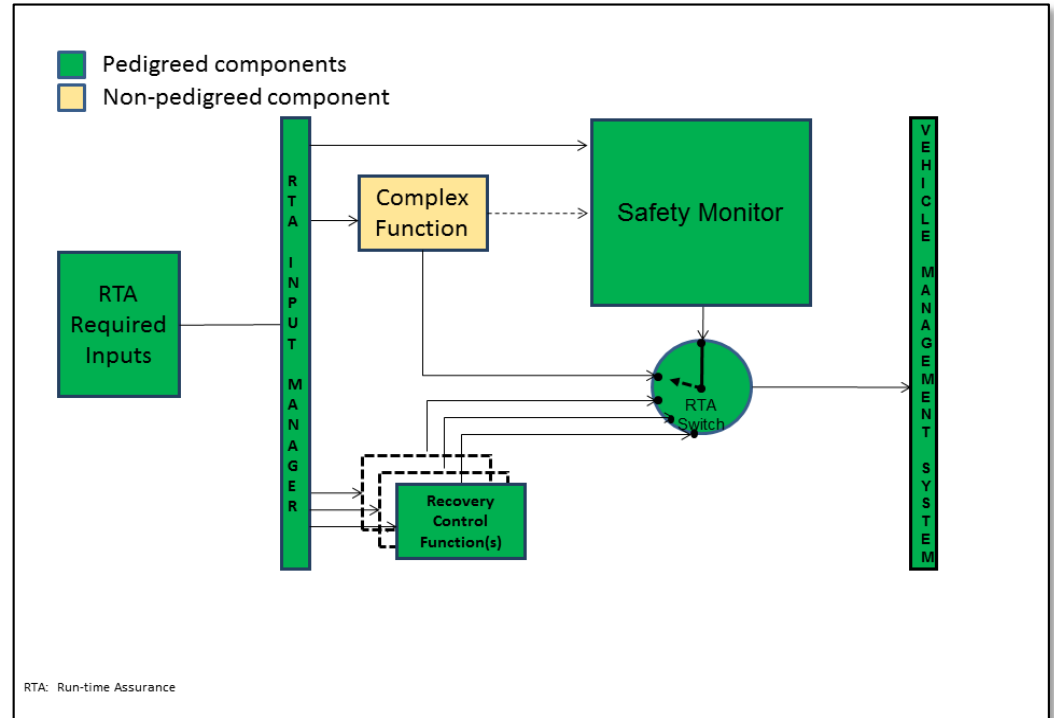 Pedigreed components
Non-pedigreed component
RTA
Required
Inputs
RTA INPUT MANAGER
Complex
Function
Safety Monitor
RTA
Switch
Recovery
Control
Function(s)
VEHICLE MANAGEMENT SYSTEM
RTA: Run-time Assurance